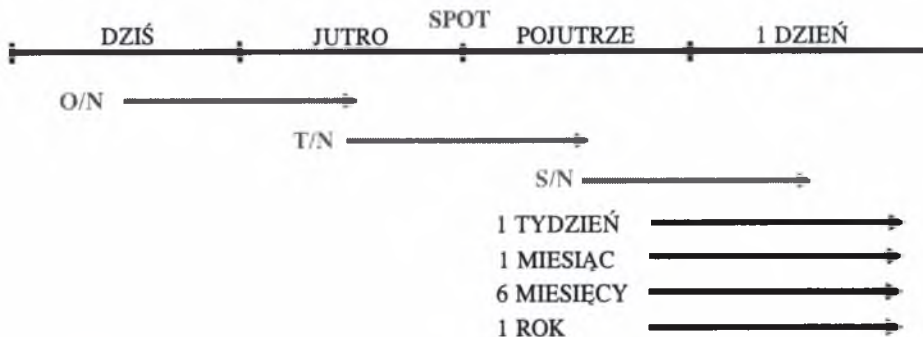 SPOT
DZIŚ JUTRO POJUTRZE 1 DZIEŃ
O/N
T/N
S/N
1 TYDZIEŃ
1 MIESIĄC
6 MIESIĘCY
1 ROK